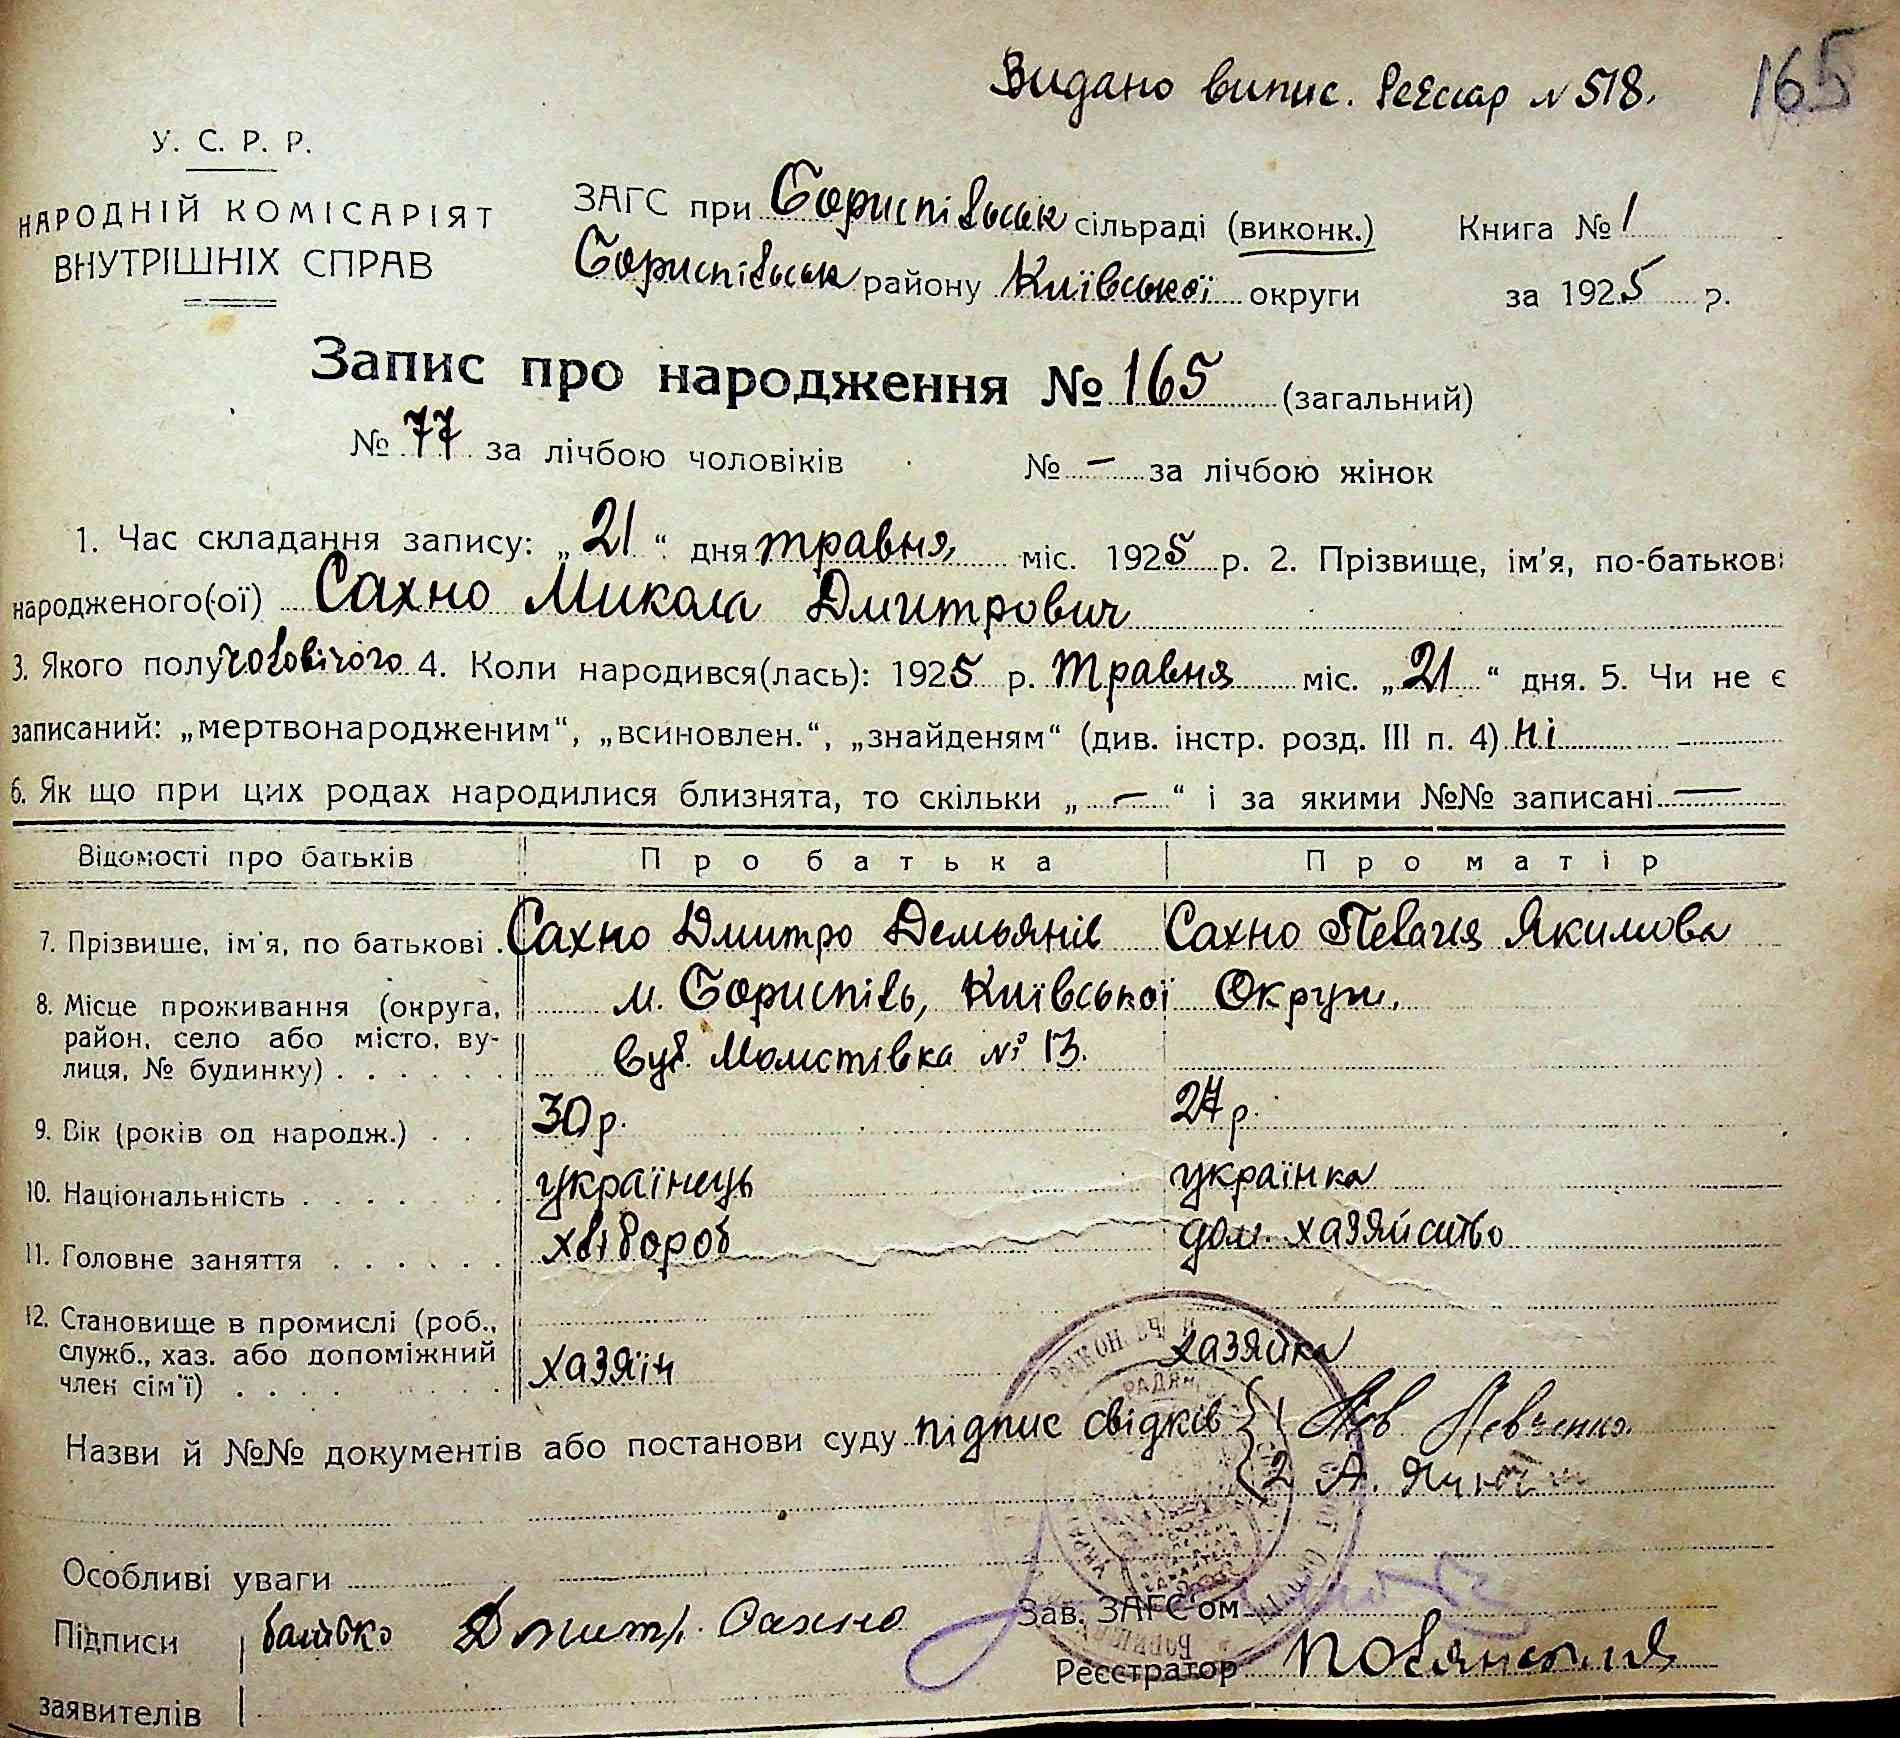 Видано випис. Реєстр № 518. 165
У. С. Р. Р.
НАРОДНІЙ КОМІСАРІЯТ
ВНУТРІШНІХ СПРАВ
ЗАГС при Бориспільськ сільраді (виконк.) Книга № 1
Бориспільськ району Київської округи за 1925 р.
Запис про народження № 165 (загальний)
№ 77 за лічбою чоловіків № — за лічбою жінок
1. Час складання запису: „21“ дня травня міс. 1925 р. 2. Прізвище, ім'я, по-батькові
народженого(-ої) Сахно Микола Дмитрович
3. Якого полу чоловічого 4. Коли народився(лась): 1925 р. травня міс. „21“ дня. 5. Чи не є
записаний: „мертвонародженим“, „всиновлен.“, „знайденям“ (див. інстр. розд. III п. 4) ні —
6. Як що при цих родах народилися близнята, то скільки „—“ і за якими №№ записані —
Відомості про батьків Про батька Про матір
7. Прізвище, ім'я, по батькові Сахно Дмитро Демьянів Сахно Пелагія Якимова
8. Місце проживання (округа, м. Бориспіль, Київської Округи.
район, село або місто, ву- вул. №13.
лиця, № будинку)
9. Вік (років од народж.) 30 р. 27 р.
10. Національність українець українка
11. Головне заняття хлібороб дом. хазяйство
12. Становище в промислі (роб.,
служб., хаз. або допоміжний хазяїн хазяйка
член сім'ї)
Назви й №№ документів або постанови суду підпис свідків 1 Левченко.
2 А.
Особливі уваги
Зав. ЗАГС'ом
Підписи батько Дмитр. Сахно
Реєстратор
заявителів